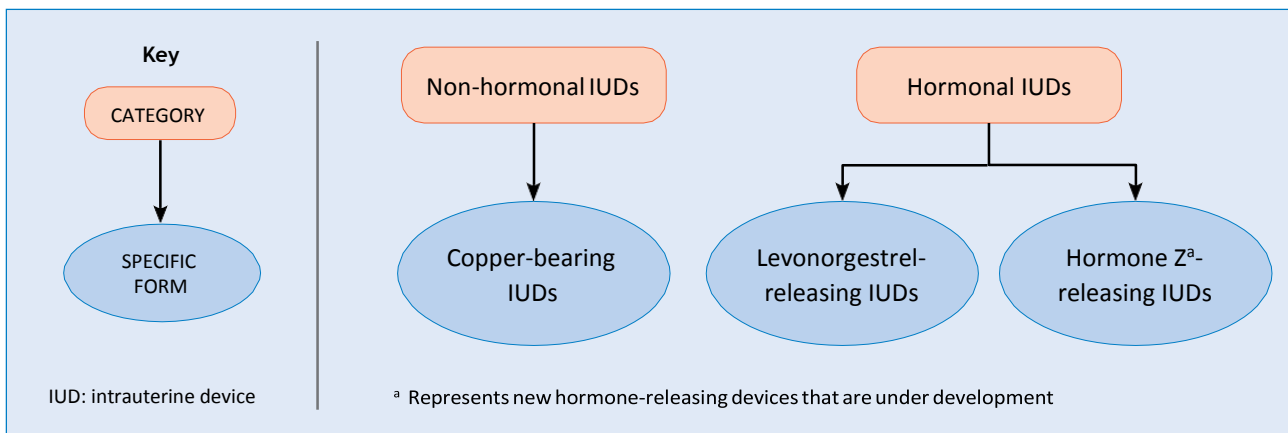 Key
CATEGORY
SPECIFIC
FORM
IUD: intrauterine device
Non-hormonal IUDs
Hormonal IUDs
Copper-bearing
IUDs
Levonorgestrel-
releasing IUDs
Hormone Zᵃ-
releasing IUDs
ᵃ Represents new hormone-releasing devices that are under development